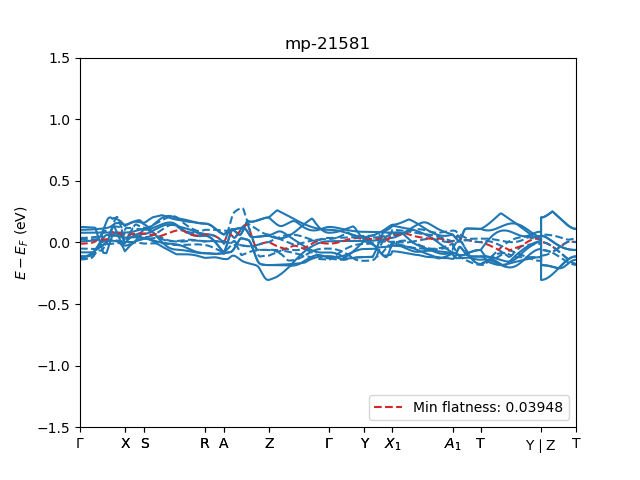 mp-21581
1.5
1.0
0.5
0.0
−0.5
−1.0
−1.5
E − E_F (eV)
Min flatness: 0.03948
Γ X S R A Z Γ Y X_1 A_1 T Y | Z T